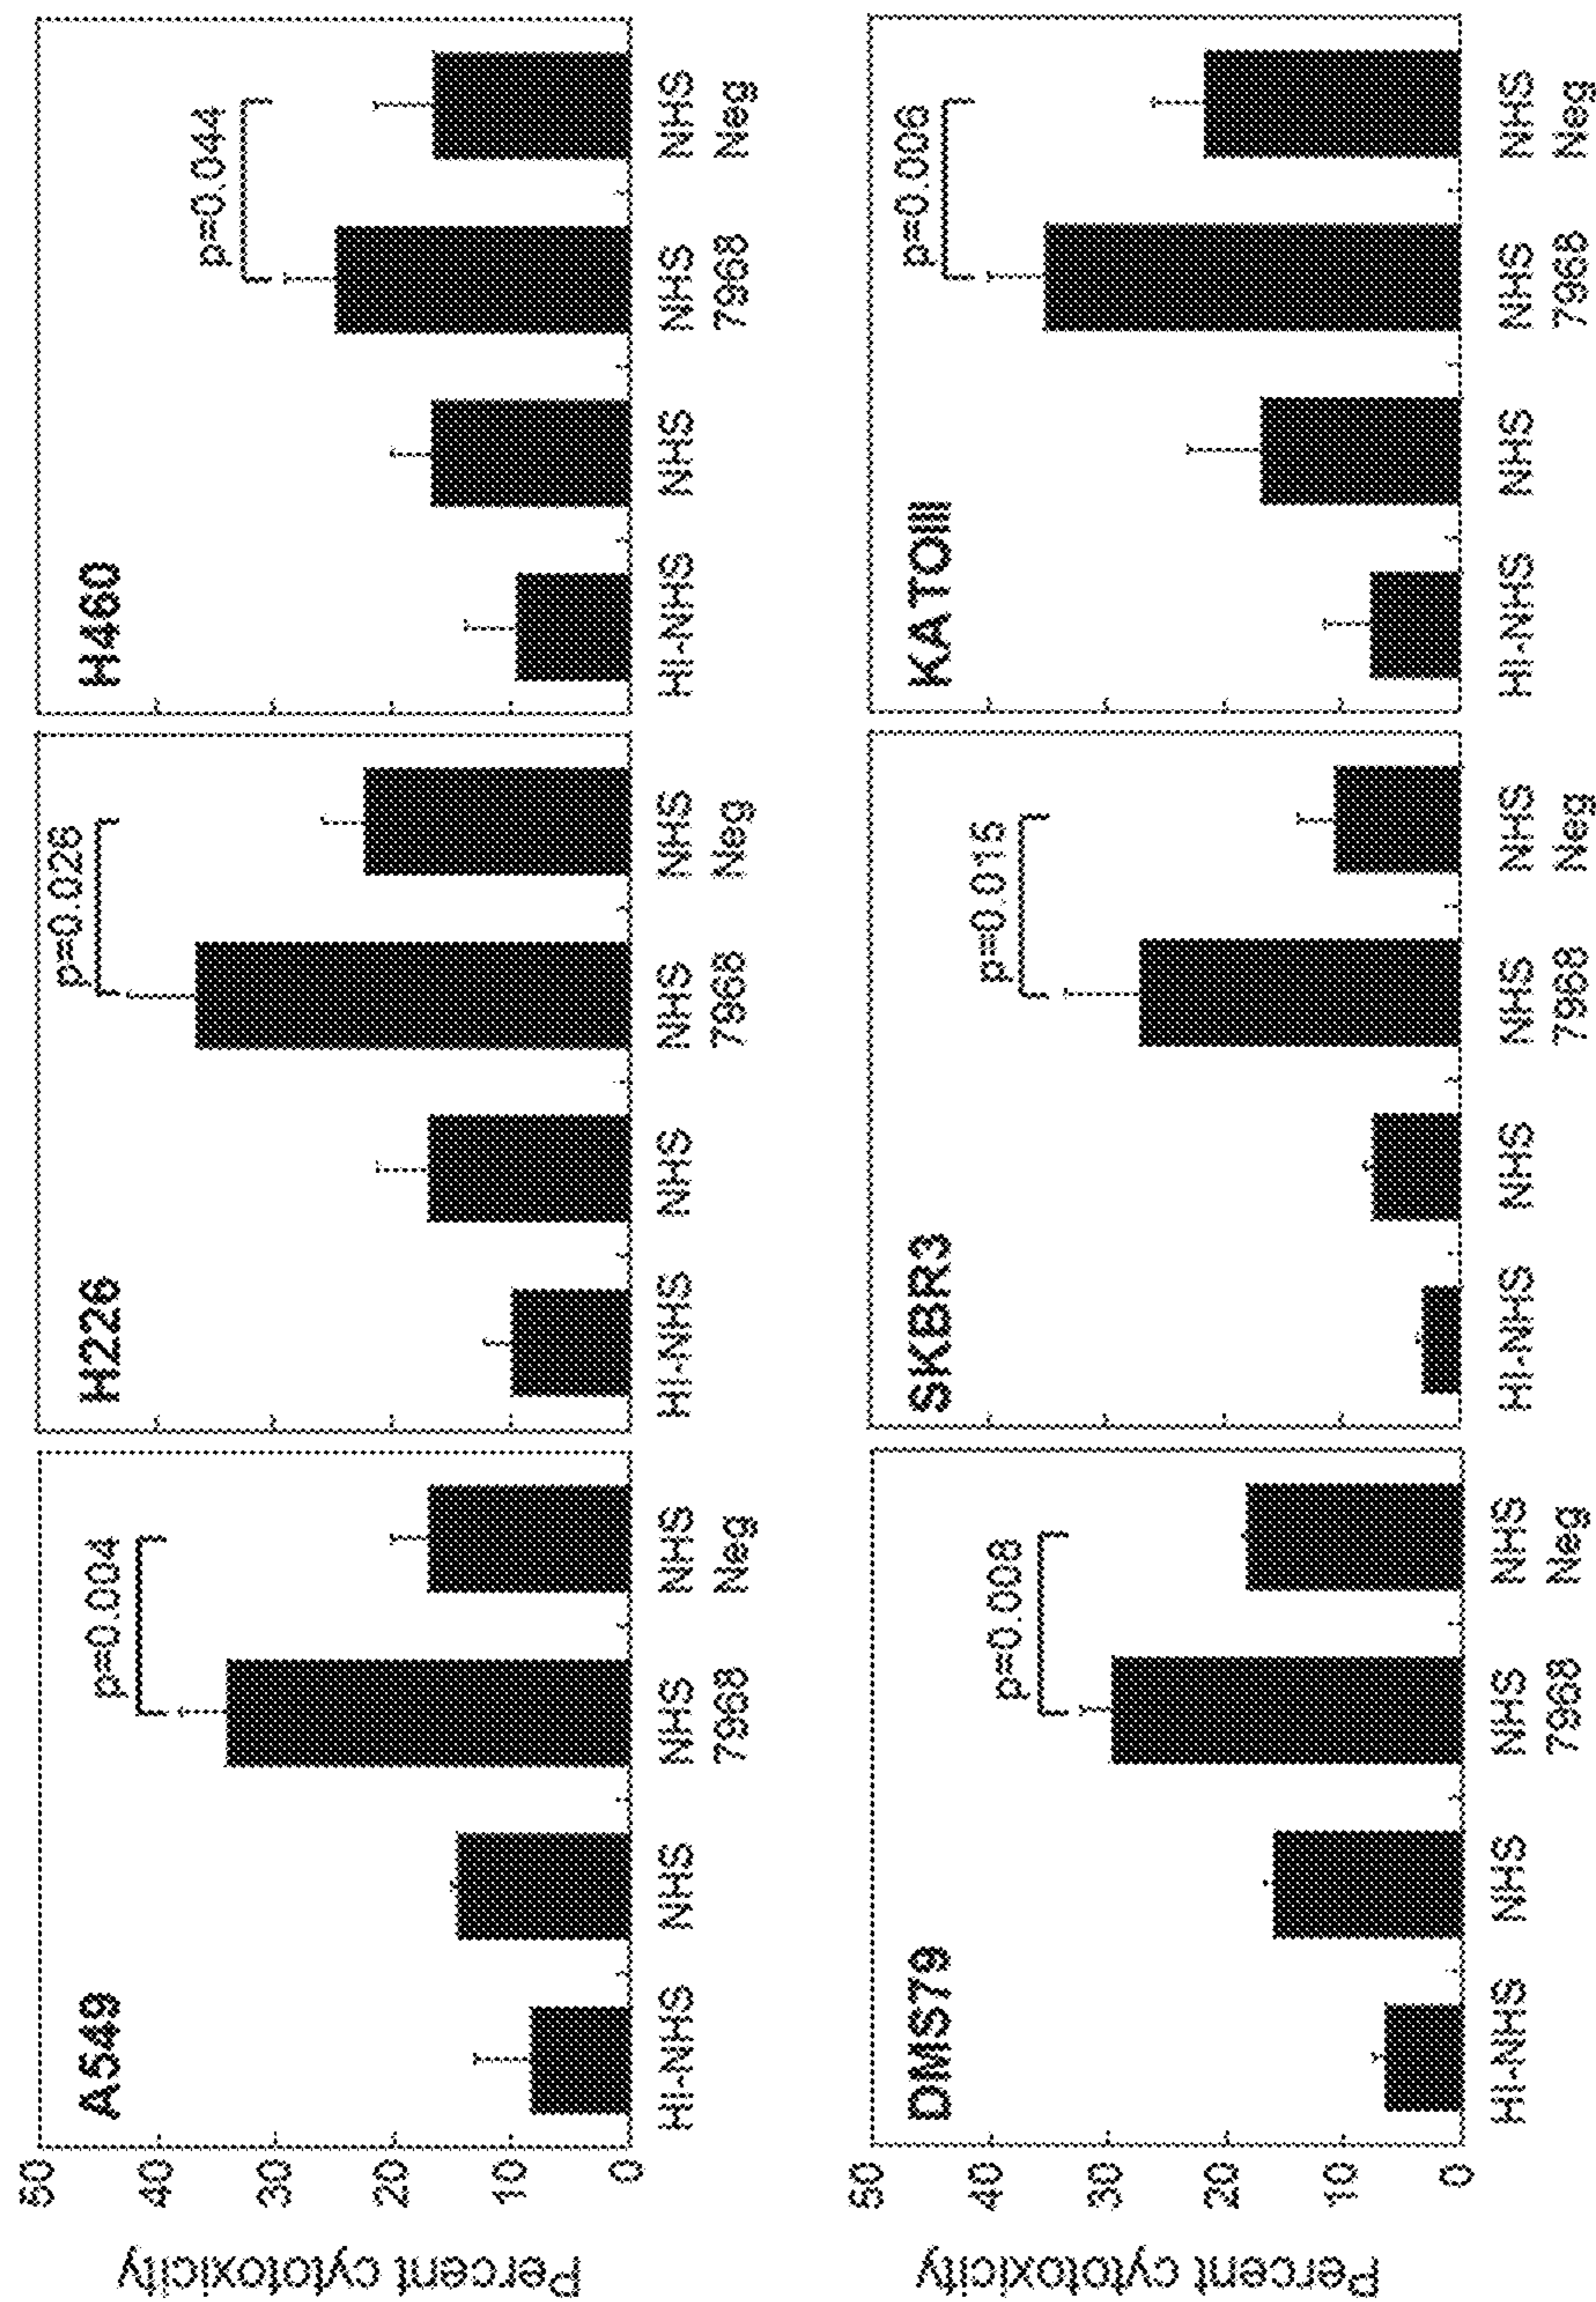 Percent cytotoxicity
50
40
30
20
10
0
A549
p=0.004
HI-NHS NHS NHS NHS
7968 Neg
H226
p=0.026
HI-NHS NHS NHS NHS
7968 Neg
H460
p=0.044
HI-NHS NHS NHS NHS
7968 Neg
Percent cytotoxicity
50
40
30
20
10
0
DMS79
p=0.008
HI-NHS NHS NHS NHS
7968 Neg
SKBR3
p=0.015
HI-NHS NHS NHS NHS
7968 Neg
KATOIII
p=0.006
HI-NHS NHS NHS NHS
7968 Neg